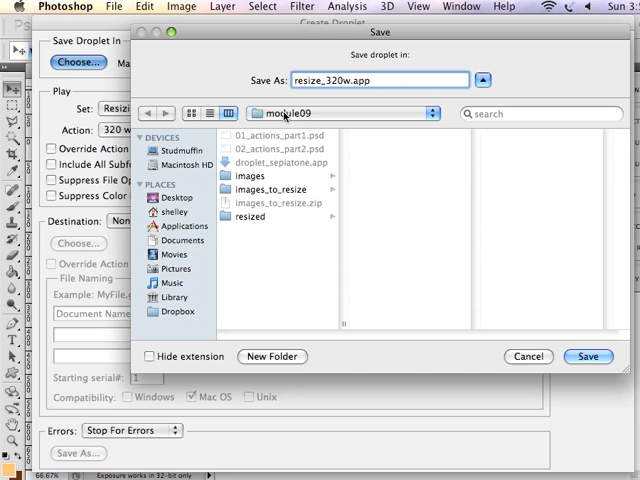 Photoshop File Edit Image Layer Select Filter Analysis View Window Help Sun 3:5
Create Droplet
Save
Save Droplet In
Choose...
Save droplet in:
Save As: resize_320w.app
Play
Set: Resizi
Action: 320 w
module09
search
DEVICES
Studmuffin
Macintosh HD
PLACES
Desktop
shelley
Applications
Documents
Movies
Pictures
Music
Library
Dropbox
01_actions_part1.psd
02_actions_part2.psd
droplet_sepiatone.app
images
images_to_resize
images_to_resize.zip
resized
Override Action
Include All Subf
Suppress File Op
Suppress Color
Destination: Non
Choose...
Override Action
File Naming
Example: MyFile.g
Document Name
Hide extension
New Folder
Cancel
Save
Starting serial#: 1
Compatibility: Windows Mac OS Unix
Errors: Stop For Errors
Save As...
66.67% Exposure works in 32-bit only